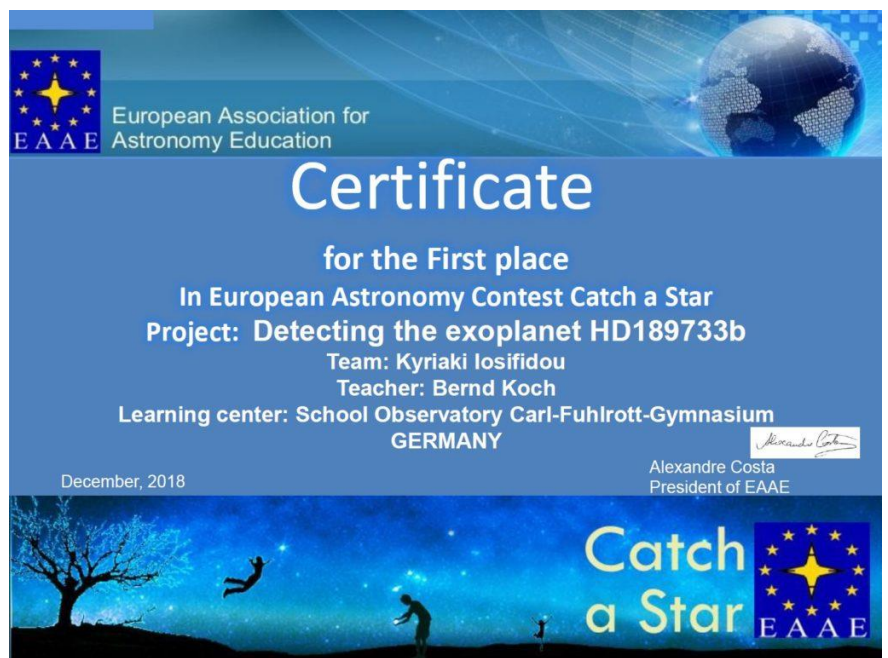 EAAE
European Association for
Astronomy Education
Certificate
for the First place
In European Astronomy Contest Catch a Star
Project: Detecting the exoplanet HD189733b
Team: Kyriaki Iosifidou
Teacher: Bernd Koch
Learning center: School Observatory Carl-Fuhlrott-Gymnasium
GERMANY
Alexandre Costa
Alexandre Costa
President of EAAE
December, 2018
Catch
a Star
EAAE